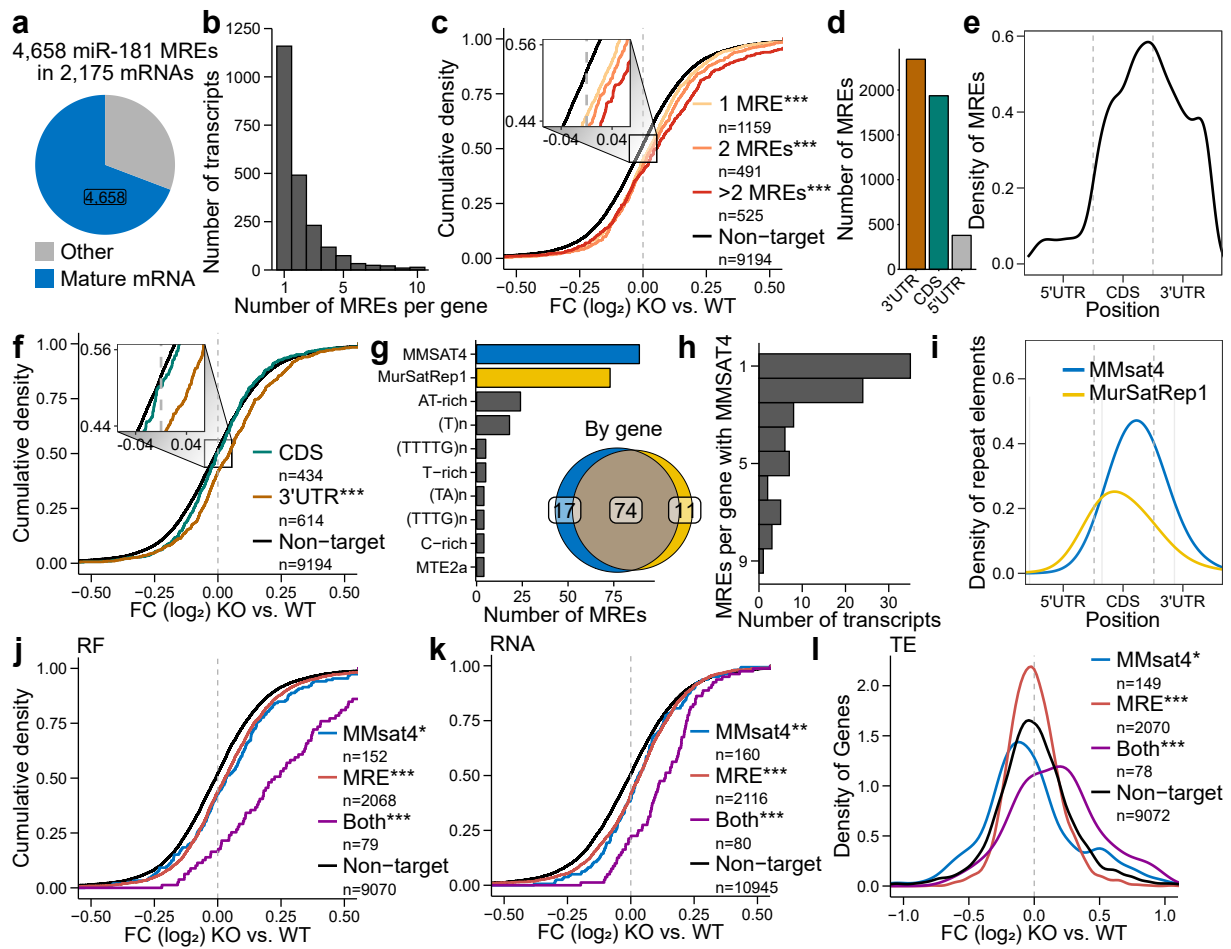 a
4,658 miR-181 MREs
in 2,175 mRNAs
4,658
Other
Mature mRNA
b
Number of transcripts
1250
1000
750
500
250
0
1
5
10
Number of MREs per gene
c
Cumulative density
1.00
0.75
0.50
0.25
0.00
0.56
0.44
-0.04
0.04
1 MRE***
n=1159
2 MREs***
n=491
>2 MREs***
n=525
Non−target
n=9194
−0.50
−0.25
0.00
0.25
0.50
FC (log₂) KO vs. WT
d
Number of MREs
2000
1500
1000
500
0
3'UTR
CDS
5'UTR
e
Density of MREs
0.6
0.4
0.2
0.0
5'UTR
CDS
3'UTR
Position
f
Cumulative density
1.00
0.75
0.50
0.25
0.00
0.56
0.44
-0.04
0.04
CDS
n=434
3'UTR***
n=614
Non−target
n=9194
−0.50
−0.25
0.00
0.25
0.50
FC (log₂) KO vs. WT
g
MMSAT4
MurSatRep1
AT−rich
(T)n
(TTTTG)n
T−rich
(TA)n
(TTTG)n
C−rich
MTE2a
By gene
17
74
11
0
25
50
75
Number of MREs
h
MREs per gene with MMSAT4
1
5
9
0
10
20
30
Number of transcripts
i
Density of repeat elements
0.6
0.4
0.2
0.0
MMsat4
MurSatRep1
5'UTR
CDS
3'UTR
Position
j
RF
Cumulative density
1.00
0.75
0.50
0.25
0.00
MMsat4*
n=152
MRE***
n=2068
Both***
n=79
Non−target
n=9070
−0.50
−0.25
0.00
0.25
0.50
FC (log₂) KO vs. WT
k
RNA
1.00
0.75
0.50
0.25
0.00
MMsat4**
n=160
MRE***
n=2116
Both***
n=80
Non−target
n=10945
−0.50
−0.25
0.00
0.25
0.50
FC (log₂) KO vs. WT
l
TE
Density of Genes
2.0
1.5
1.0
0.5
0.0
MMsat4*
n=149
MRE***
n=2070
Both***
n=78
Non−target
n=9072
−1.0
−0.5
0.0
0.5
1.0
FC (log₂) KO vs. WT